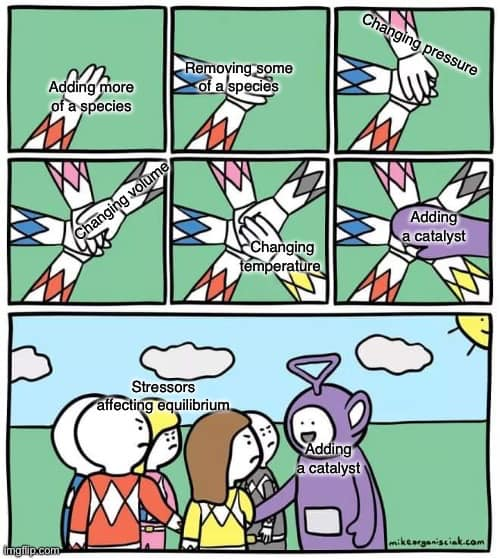 Adding more
of a species
Removing some
of a species
Changing pressure
Changing volume
Changing
temperature
Adding
a catalyst
Stressors
affecting equilibrium
Adding
a catalyst
mikeorganisciak.com
imgflip.com